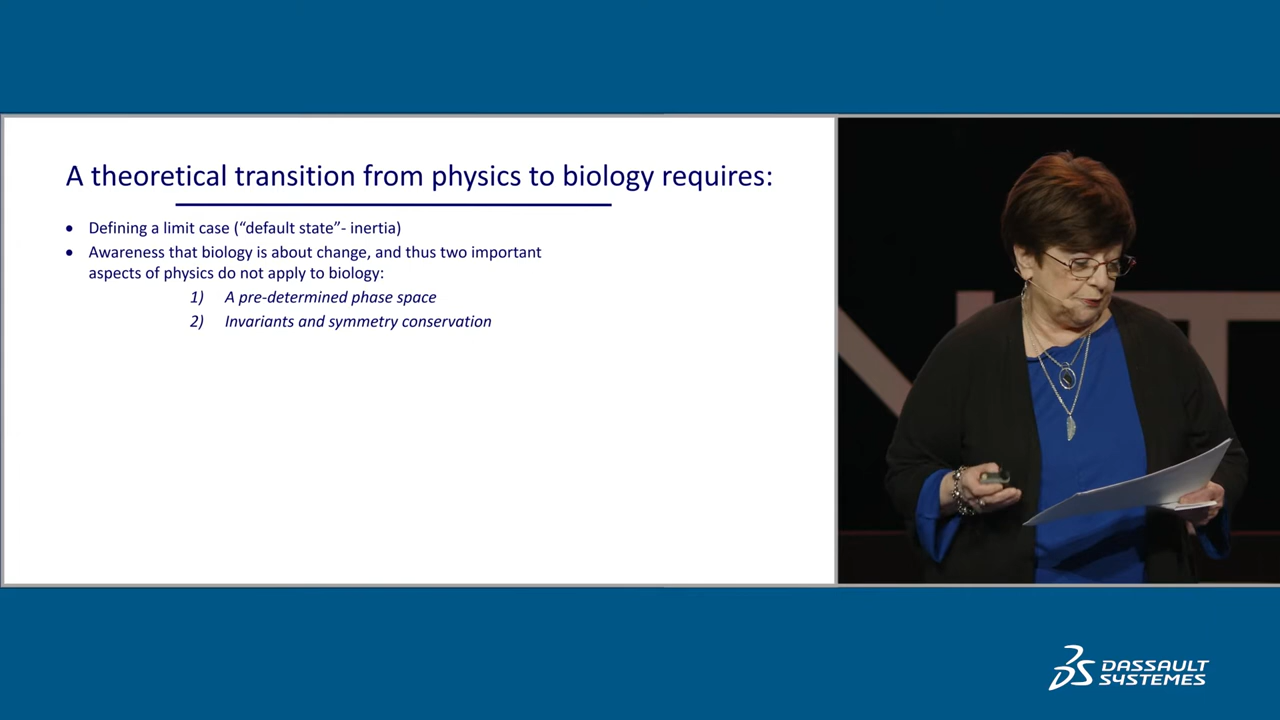 A theoretical transition from physics to biology requires:
• Defining a limit case (“default state”- inertia)
• Awareness that biology is about change, and thus two important
aspects of physics do not apply to biology:
1) A pre-determined phase space
2) Invariants and symmetry conservation
DASSAULT
SYSTEMES